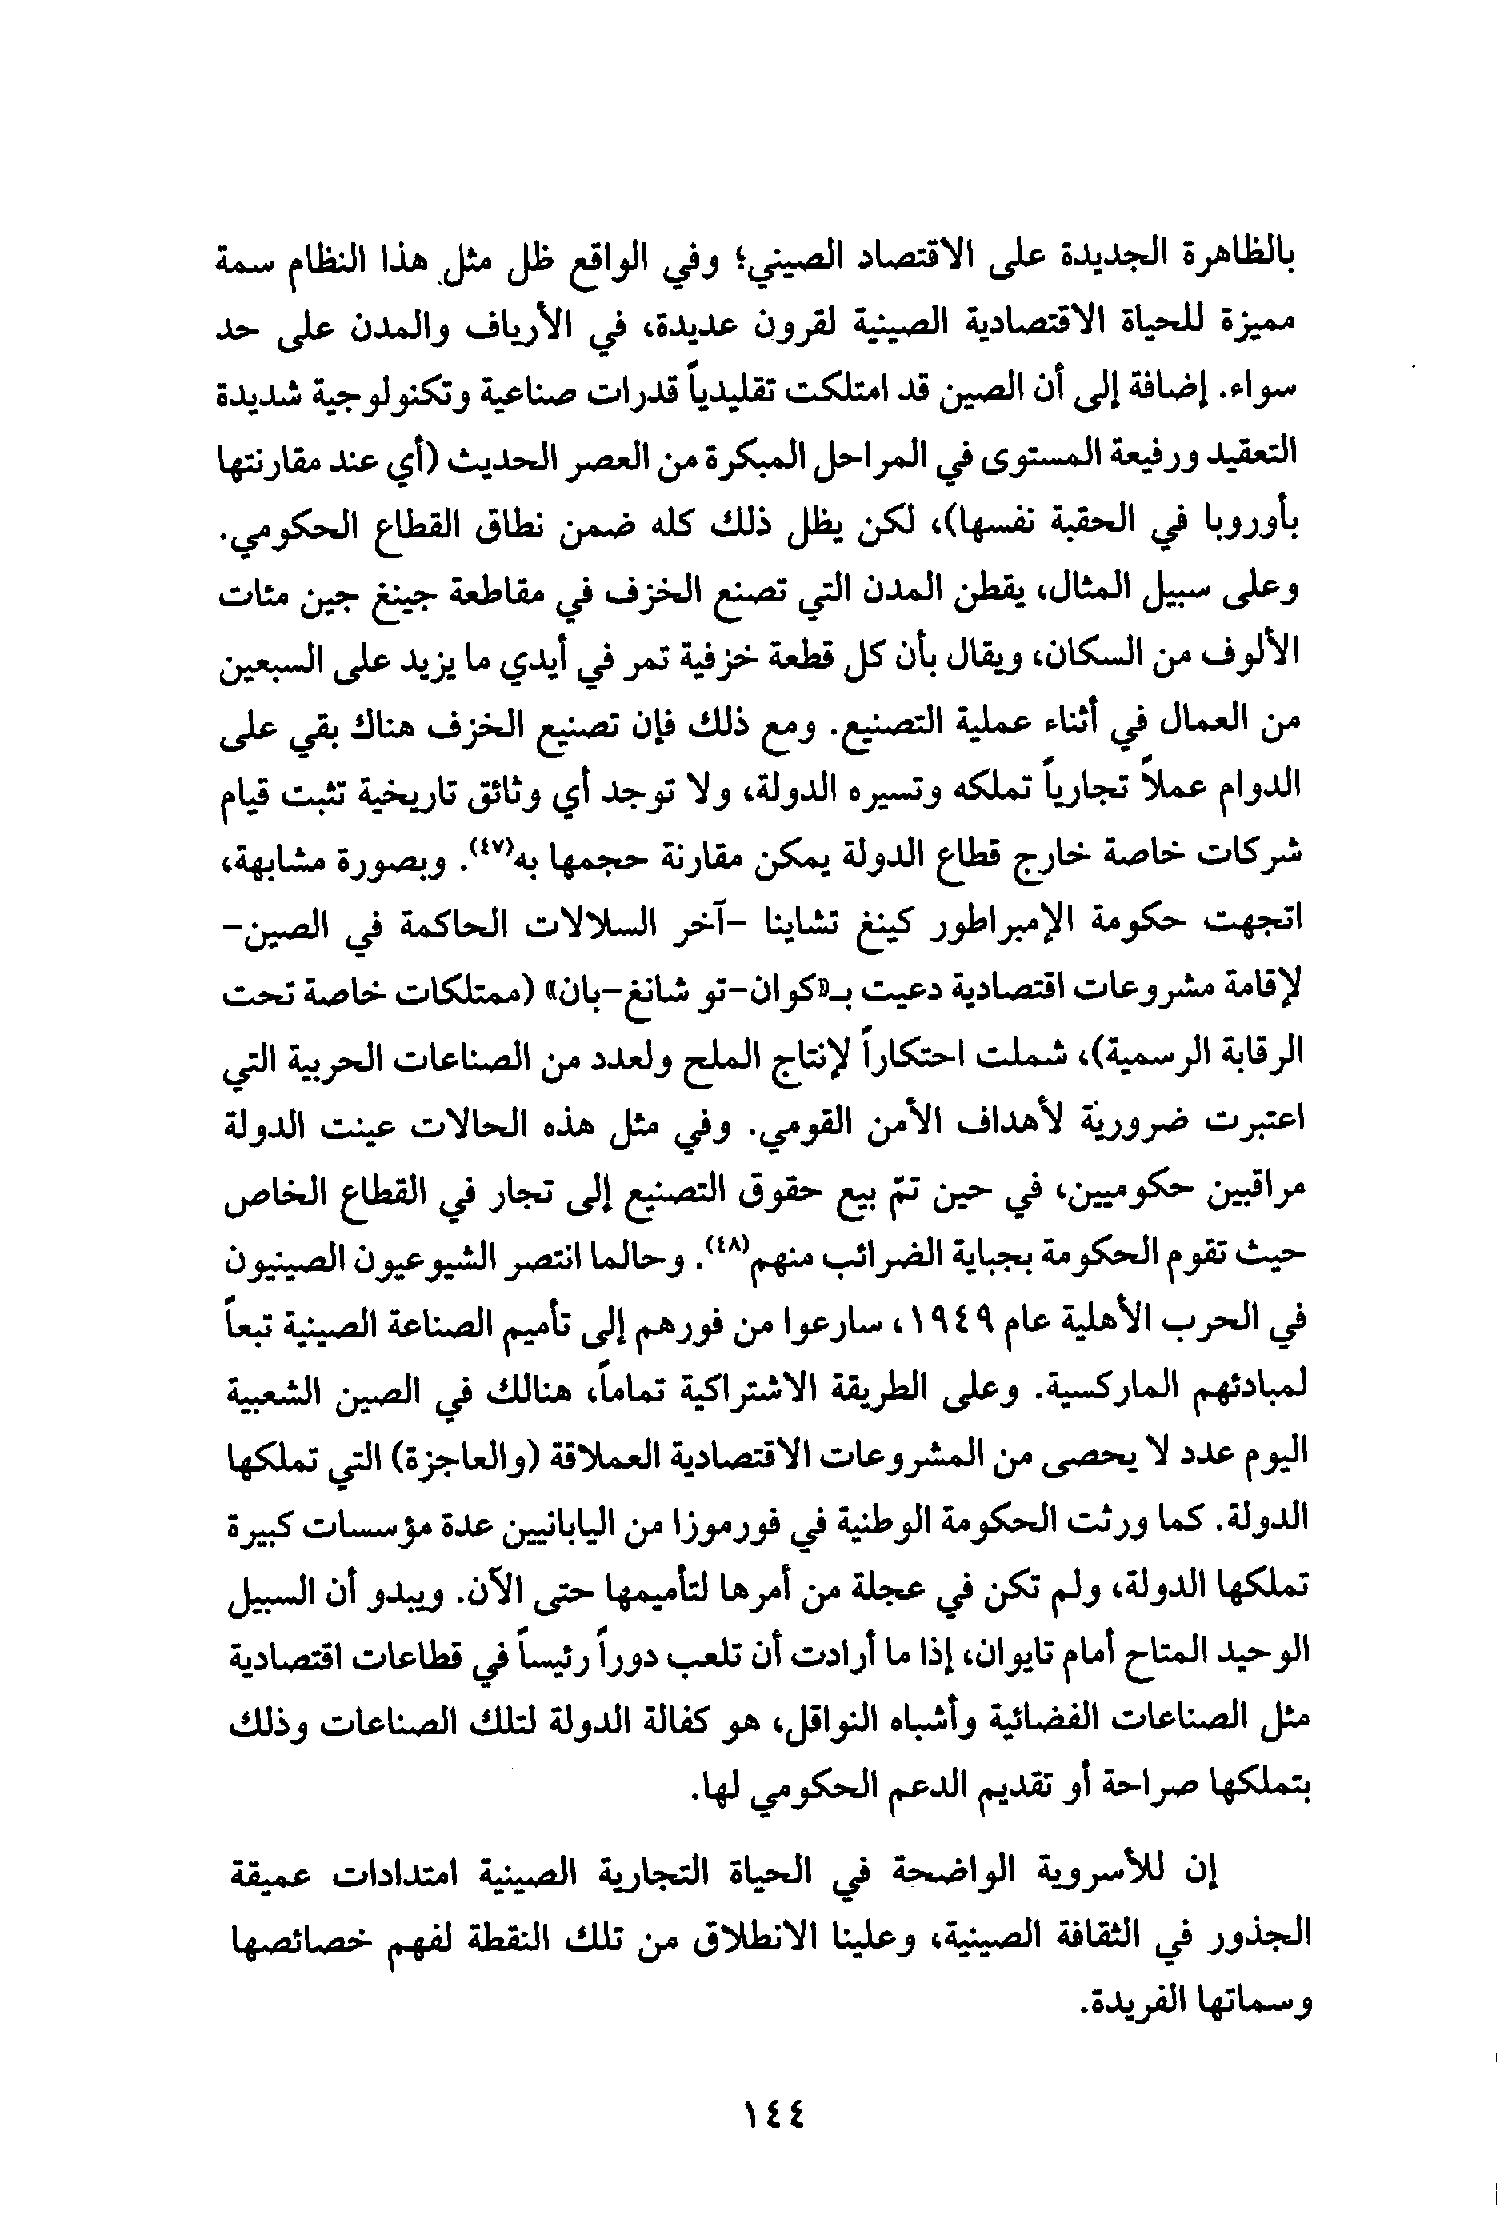 بالظاهرة الجديدة على الاقتصاد الصيني؛ وفي الواقع ظل مثل هذا النظام سمة
مميزة للحياة الاقتصادية الصينية لقرون عديدة، في الأرياف والمدن على حد
سواء. إضافة إلى أن الصين قد امتلكت تقليدياً قدرات صناعية وتكنولوجية شديدة
التعقيد ورفيعة المستوى في المراحل المبكرة من العصر الحديث (أي عند مقارنتها
بأوروبا في الحقبة نفسها)، لكن يظل ذلك كله ضمن نطاق القطاع الحكومي.
وعلى سبيل المثال، يقطن المدن التي تصنع الخزف في مقاطعة جينغ جين مئات
الألوف من السكان، ويقال بأن كل قطعة خزفية تمر في أيدي ما يزيد على السبعين
من العمال في أثناء عملية التصنيع. ومع ذلك فإن تصنيع الخزف هناك بقي على
الدوام عملاً تجارياً تملكه وتسيره الدولة، ولا توجد أي وثائق تاريخية تثبت قيام
شركات خاصة خارج قطاع الدولة يمكن مقارنة حجمها به(٤٧). وبصورة مشابهة،
اتجهت حكومة الإمبراطور كينغ تشاينا -آخر السلالات الحاكمة في الصين-
لإقامة مشروعات اقتصادية دعيت بـ«كوان-تو شانغ-بان» (ممتلكات خاصة تحت
الرقابة الرسمية)، شملت احتكاراً لإنتاج الملح ولعدد من الصناعات الحربية التي
اعتبرت ضرورية لأهداف الأمن القومي. وفي مثل هذه الحالات عينت الدولة
مراقبين حكوميين، في حين تمّ بيع حقوق التصنيع إلى تجار في القطاع الخاص
حيث تقوم الحكومة بجباية الضرائب منهم(٤٨). وحالما انتصر الشيوعيون الصينيون
في الحرب الأهلية عام ١٩٤٩، سارعوا من فورهم إلى تأميم الصناعة الصينية تبعاً
لمبادئهم الماركسية. وعلى الطريقة الاشتراكية تماماً، هنالك في الصين الشعبية
اليوم عدد لا يحصى من المشروعات الاقتصادية العملاقة (والعاجزة) التي تملكها
الدولة. كما ورثت الحكومة الوطنية في فورموزا من اليابانيين عدة مؤسسات كبيرة
تملكها الدولة، ولم تكن في عجلة من أمرها لتأميمها حتى الآن. ويبدو أن السبيل
الوحيد المتاح أمام تايوان، إذا ما أرادت أن تلعب دوراً رئيساً في قطاعات اقتصادية
مثل الصناعات الفضائية وأشباه النواقل، هو كفالة الدولة لتلك الصناعات وذلك
بتملكها صراحة أو تقديم الدعم الحكومي لها.
إن للأسروية الواضحة في الحياة التجارية الصينية امتدادات عميقة
الجذور في الثقافة الصينية، وعلينا الانطلاق من تلك النقطة لفهم خصائصها
وسماتها الفريدة.
١٤٤